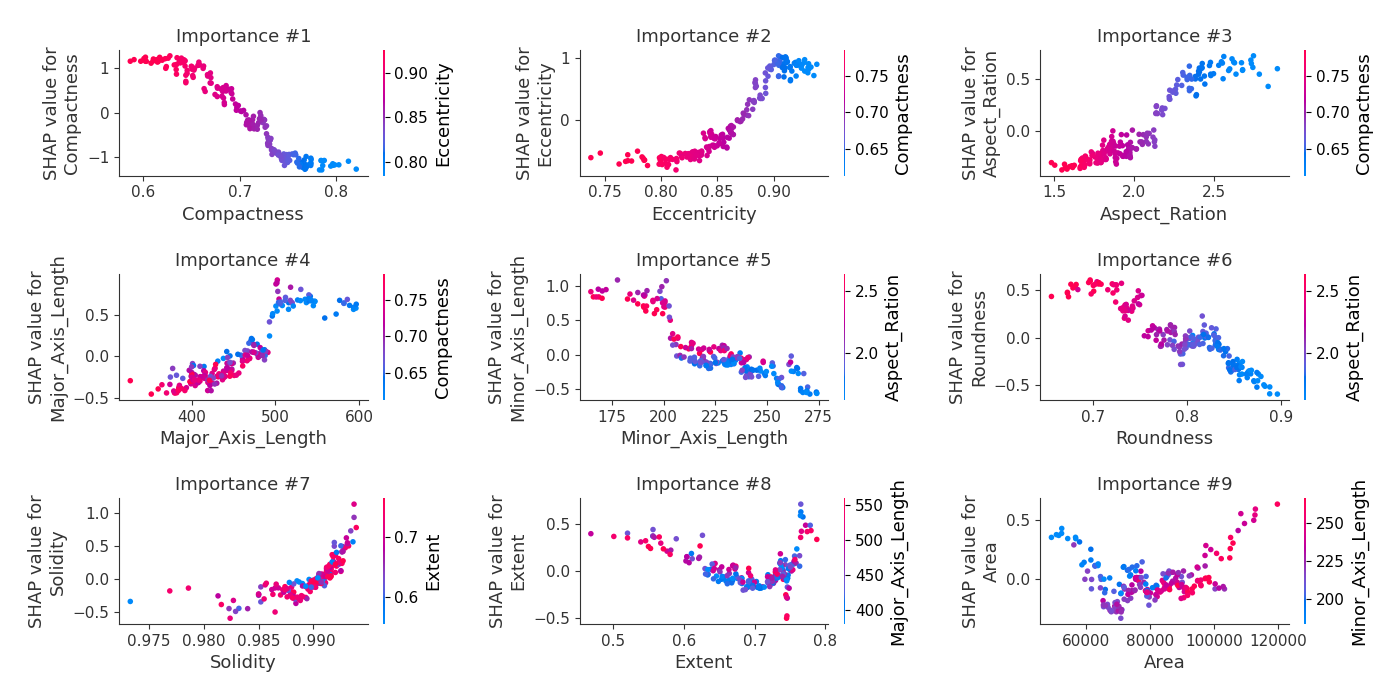 Importance #1
SHAP value for
Compactness
1
0
−1
0.6 0.7 0.8
Compactness
0.90
0.85
0.80
Eccentricity
Importance #2
SHAP value for
Eccentricity
1
0
0.75 0.80 0.85 0.90
Eccentricity
0.75
0.70
0.65
Compactness
Importance #3
SHAP value for
Aspect_Ration
0.5
0.0
1.5 2.0 2.5
Aspect_Ration
0.75
0.70
0.65
Compactness
Importance #4
SHAP value for
Major_Axis_Length
0.5
0.0
−0.5
400 500 600
Major_Axis_Length
0.75
0.70
0.65
Compactness
Importance #5
SHAP value for
Minor_Axis_Length
1.0
0.5
0.0
−0.5
175 200 225 250 275
Minor_Axis_Length
2.5
2.0
Aspect_Ration
Importance #6
SHAP value for
Roundness
0.5
0.0
−0.5
0.7 0.8 0.9
Roundness
2.5
2.0
Aspect_Ration
Importance #7
SHAP value for
Solidity
1.0
0.5
0.0
−0.5
0.975 0.980 0.985 0.990
Solidity
0.7
0.6
Extent
Importance #8
SHAP value for
Extent
0.5
0.0
−0.5
0.5 0.6 0.7 0.8
Extent
550
500
450
400
Major_Axis_Length
Importance #9
SHAP value for
Area
0.5
0.0
60000 80000 100000 120000
Area
250
225
200
Minor_Axis_Length